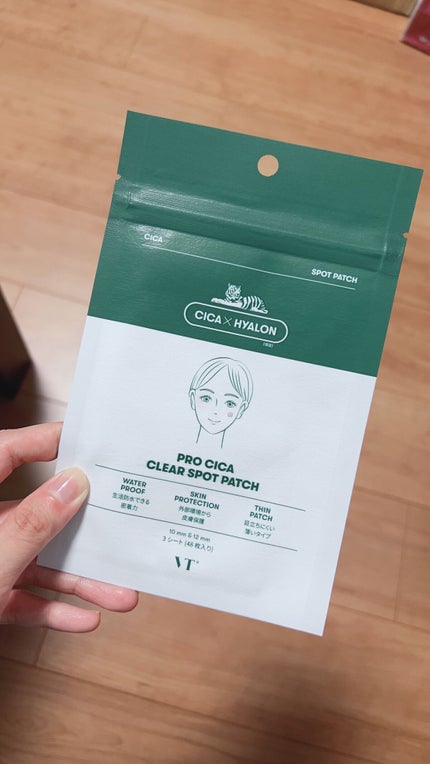 CICA
SPOT PATCH
CICA × HYALON
PRO CICA
CLEAR SPOT PATCH
WATER
PROOF
生活防水できる
密着力
SKIN
PROTECTION
外部環境から
皮膚保護
THIN
PATCH
目立ちにくい
薄いタイプ
10 mm & 12 mm
3 シート (48 枚入り)
VT